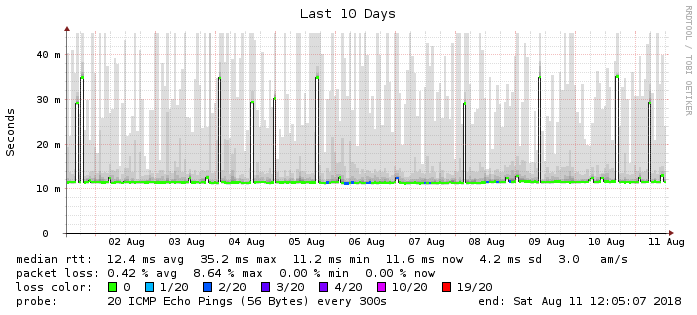 Last 10 Days
RRDTOOL / TOBI OETIKER
Seconds
40 m
30 m
20 m
10 m
0
02 Aug 03 Aug 04 Aug 05 Aug 06 Aug 07 Aug 08 Aug 09 Aug 10 Aug 11 Aug
median rtt: 12.4 ms avg 35.2 ms max 11.2 ms min 11.6 ms now 4.2 ms sd 3.0 am/s
packet loss: 0.42 % avg 8.64 % max 0.00 % min 0.00 % now
loss color: 0 1/20 2/20 3/20 4/20 10/20 19/20
probe: 20 ICMP Echo Pings (56 Bytes) every 300s end: Sat Aug 11 12:05:07 2018